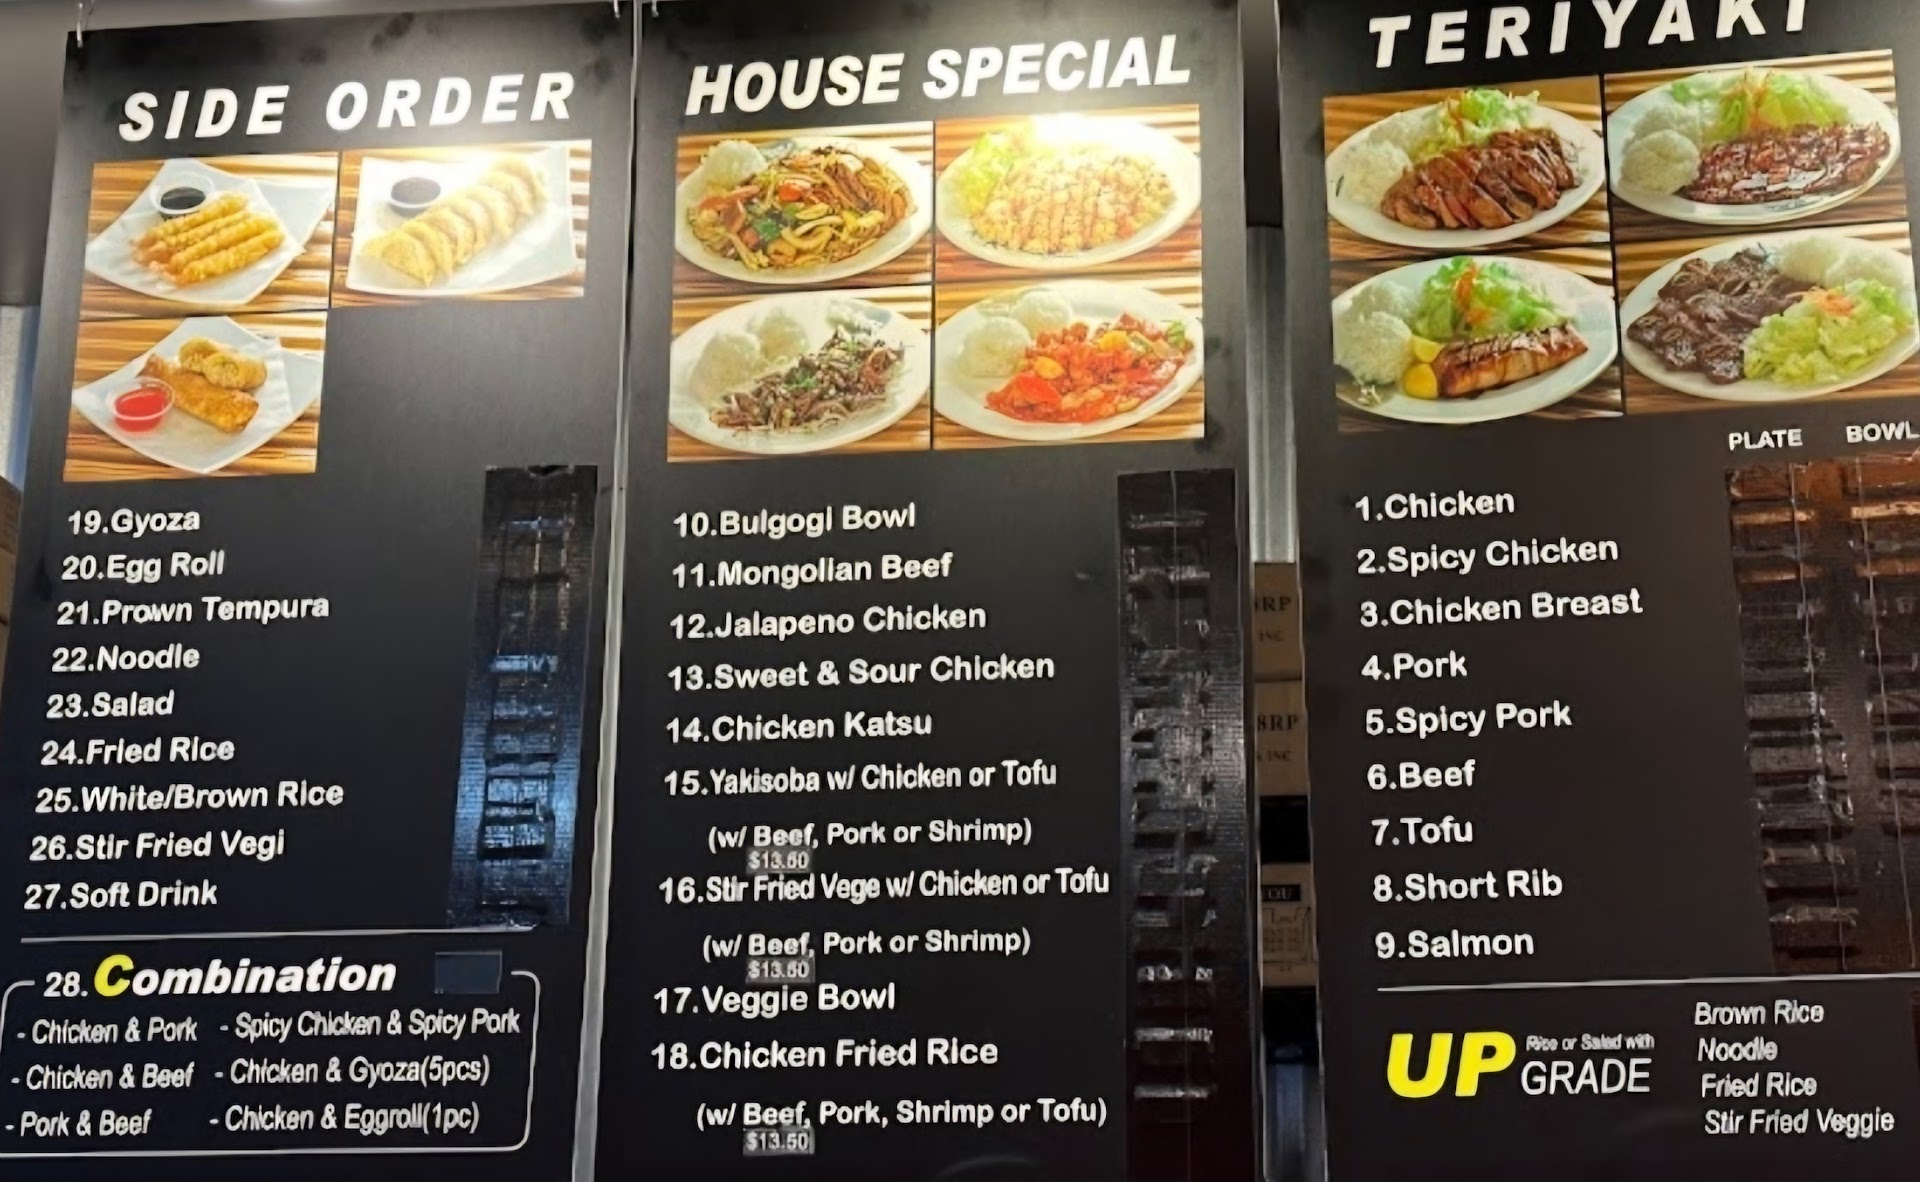 SIDE ORDER
19.Gyoza
20.Egg Roll
21.Prown Tempura
22.Noodle
23.Salad
24.Fried Rice
25.White/Brown Rice
26.Stir Fried Vegi
27.Soft Drink
28.Combination
- Chicken & Pork - Spicy Chicken & Spicy Pork
- Chicken & Beef - Chicken & Gyoza(5pcs)
- Pork & Beef - Chicken & Eggroll(1pc)
HOUSE SPECIAL
10.Bulgogi Bowl
11.Mongolian Beef
12.Jalapeno Chicken
13.Sweet & Sour Chicken
14.Chicken Katsu
15.Yakisoba w/ Chicken or Tofu
(w/ Beef, Pork or Shrimp)
$13.50
16.Stir Fried Vege w/ Chicken or Tofu
(w/ Beef, Pork or Shrimp)
$13.50
17.Veggie Bowl
18.Chicken Fried Rice
(w/ Beef, Pork, Shrimp or Tofu)
$13.50
TERIYAKI
PLATE BOWL
1.Chicken
2.Spicy Chicken
3.Chicken Breast
4.Pork
5.Spicy Pork
6.Beef
7.Tofu
8.Short Rib
9.Salmon
UP GRADE
Rice or Salad with
Brown Rice
Noodle
Fried Rice
Stir Fried Veggie